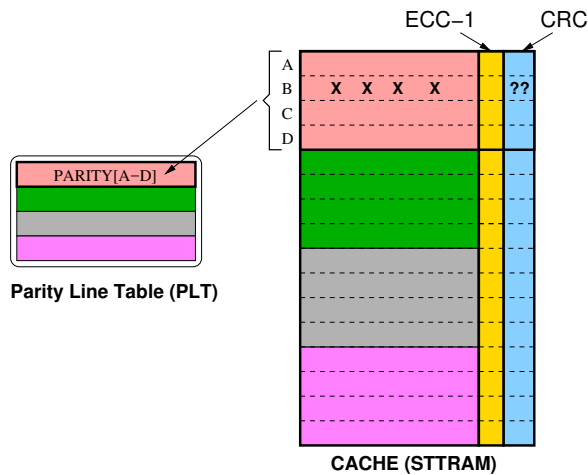 ECC−1 CRC
A
B X X X X ??
C
D
PARITY[A−D]
Parity Line Table (PLT)
CACHE (STTRAM)